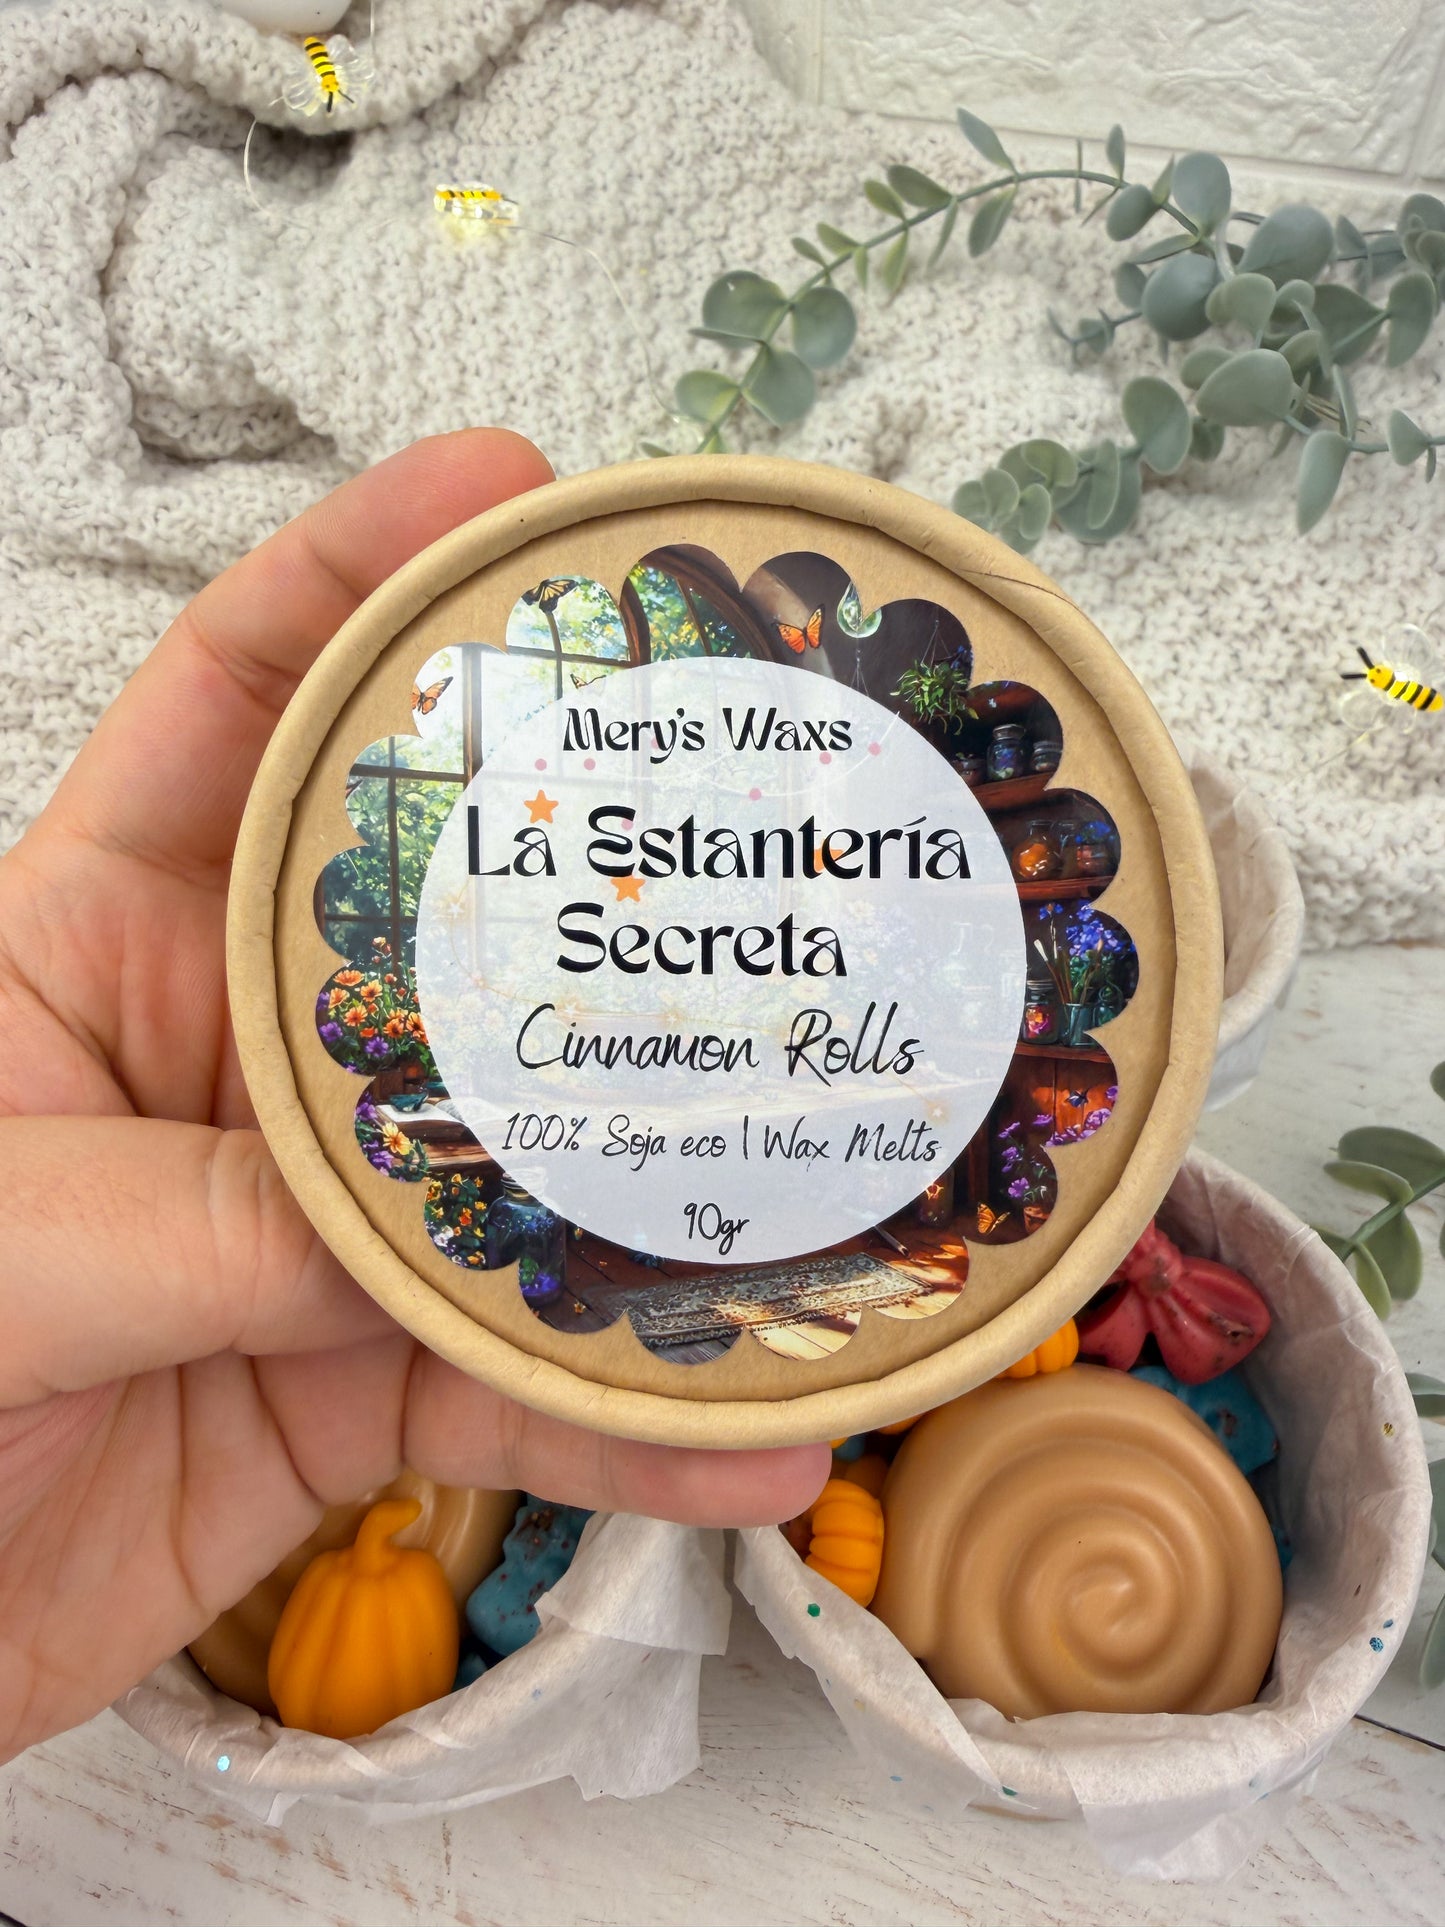 Mery's Waxs
La Estantería
Secreta
Cinnamon Rolls
100% Soja eco | Wax Melts
90gr